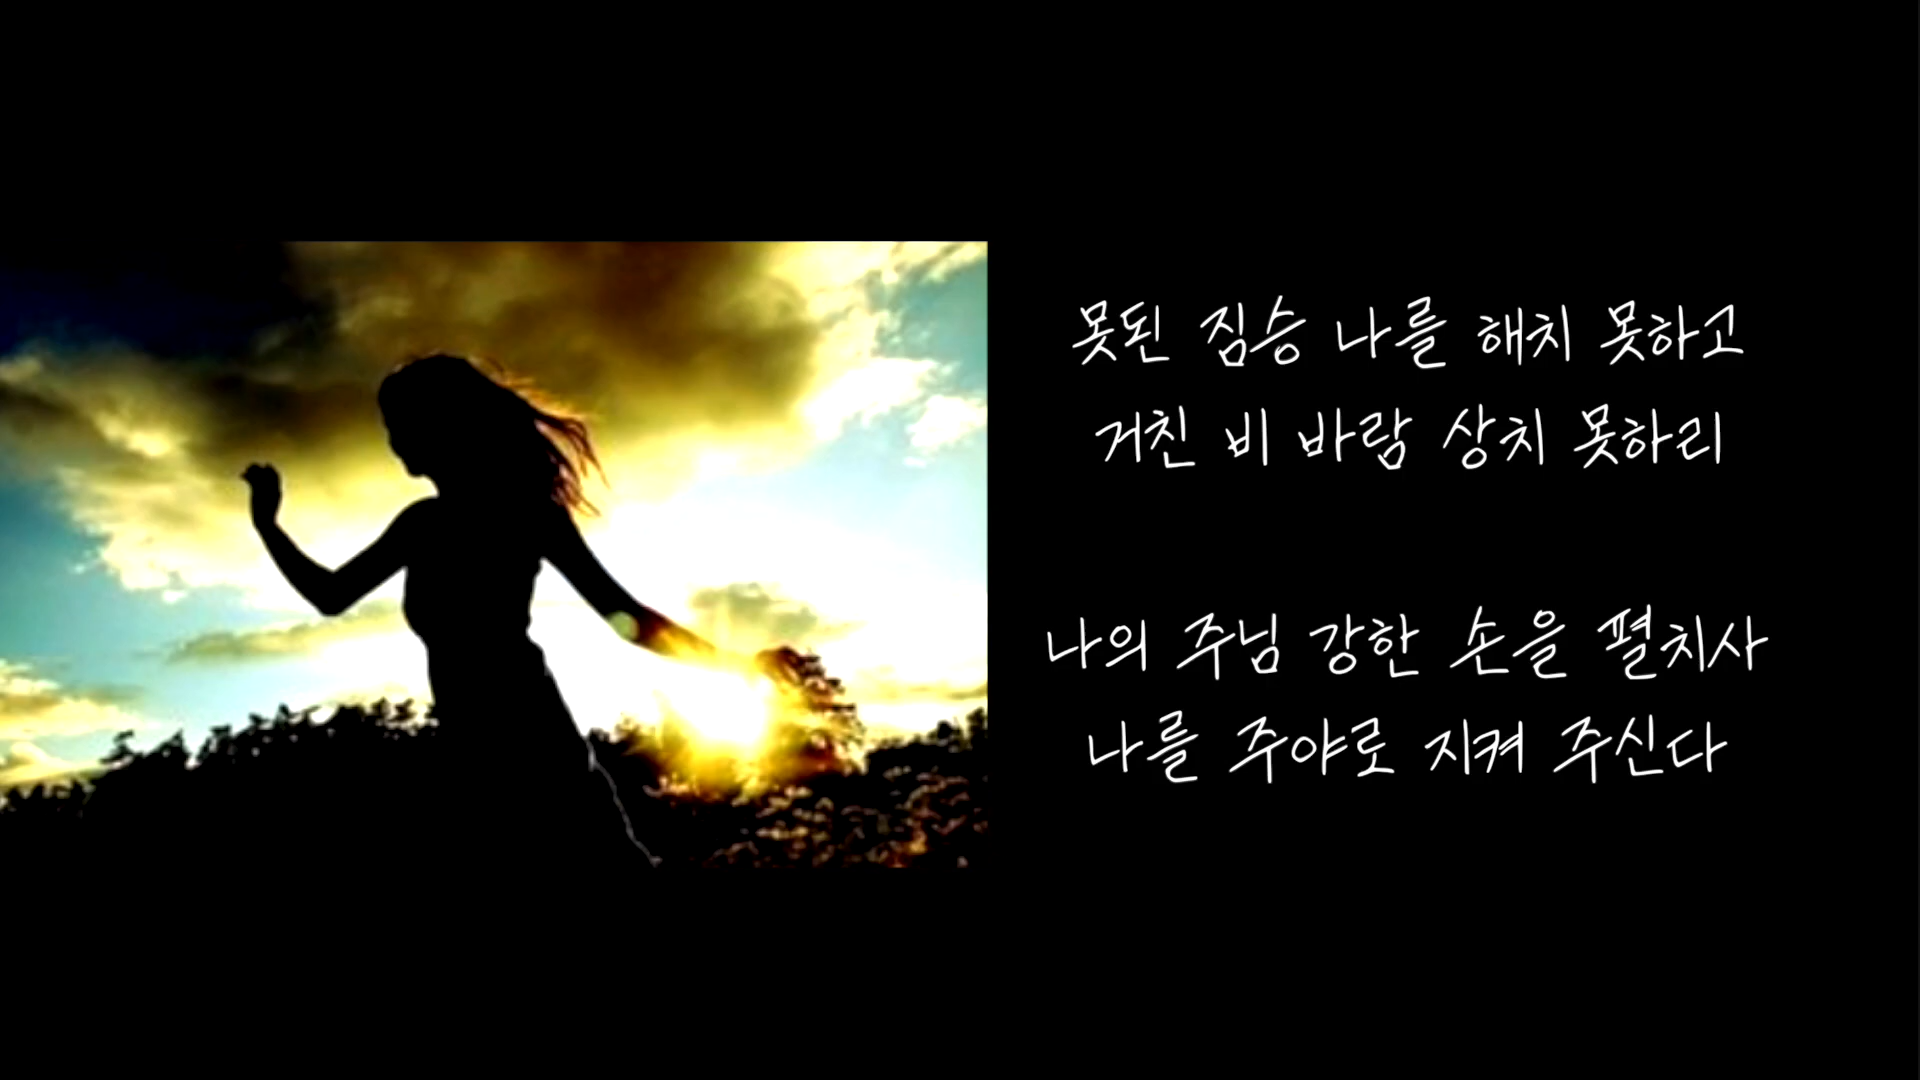 못된 짐승 나를 해치 못하고
거친 비 바람 상치 못하리
나의 주님 강한 손을 펼치사
나를 주야로 지켜 주신다